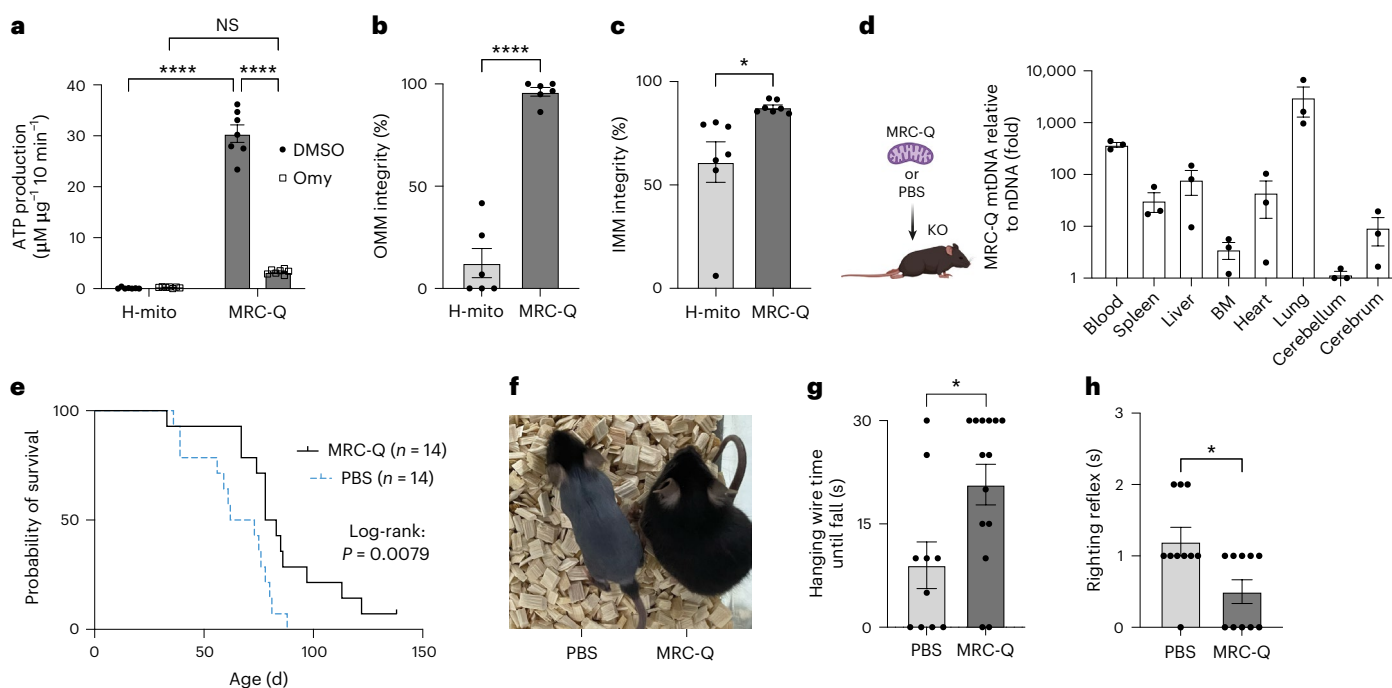 a
NS
****
****
40
30
20
10
0
ATP production
(μM μg⁻¹ 10 min⁻¹)
DMSO
Omy
H-mito
MRC-Q
b
****
100
50
0
OMM integrity (%)
H-mito
MRC-Q
c
*
100
50
0
IMM integrity (%)
H-mito
MRC-Q
d
MRC-Q
or
PBS
KO
MRC-Q mtDNA relative
to nDNA (fold)
10,000
1,000
100
10
1
Blood
Spleen
Liver
BM
Heart
Lung
Cerebellum
Cerebrum
e
100
50
0
Probability of survival
MRC-Q (n = 14)
PBS (n = 14)
Log-rank:
P = 0.0079
0
50
100
150
Age (d)
f
PBS
MRC-Q
g
*
30
15
0
Hanging wire time
until fall (s)
PBS
MRC-Q
h
*
3
2
1
0
Righting reflex (s)
PBS
MRC-Q